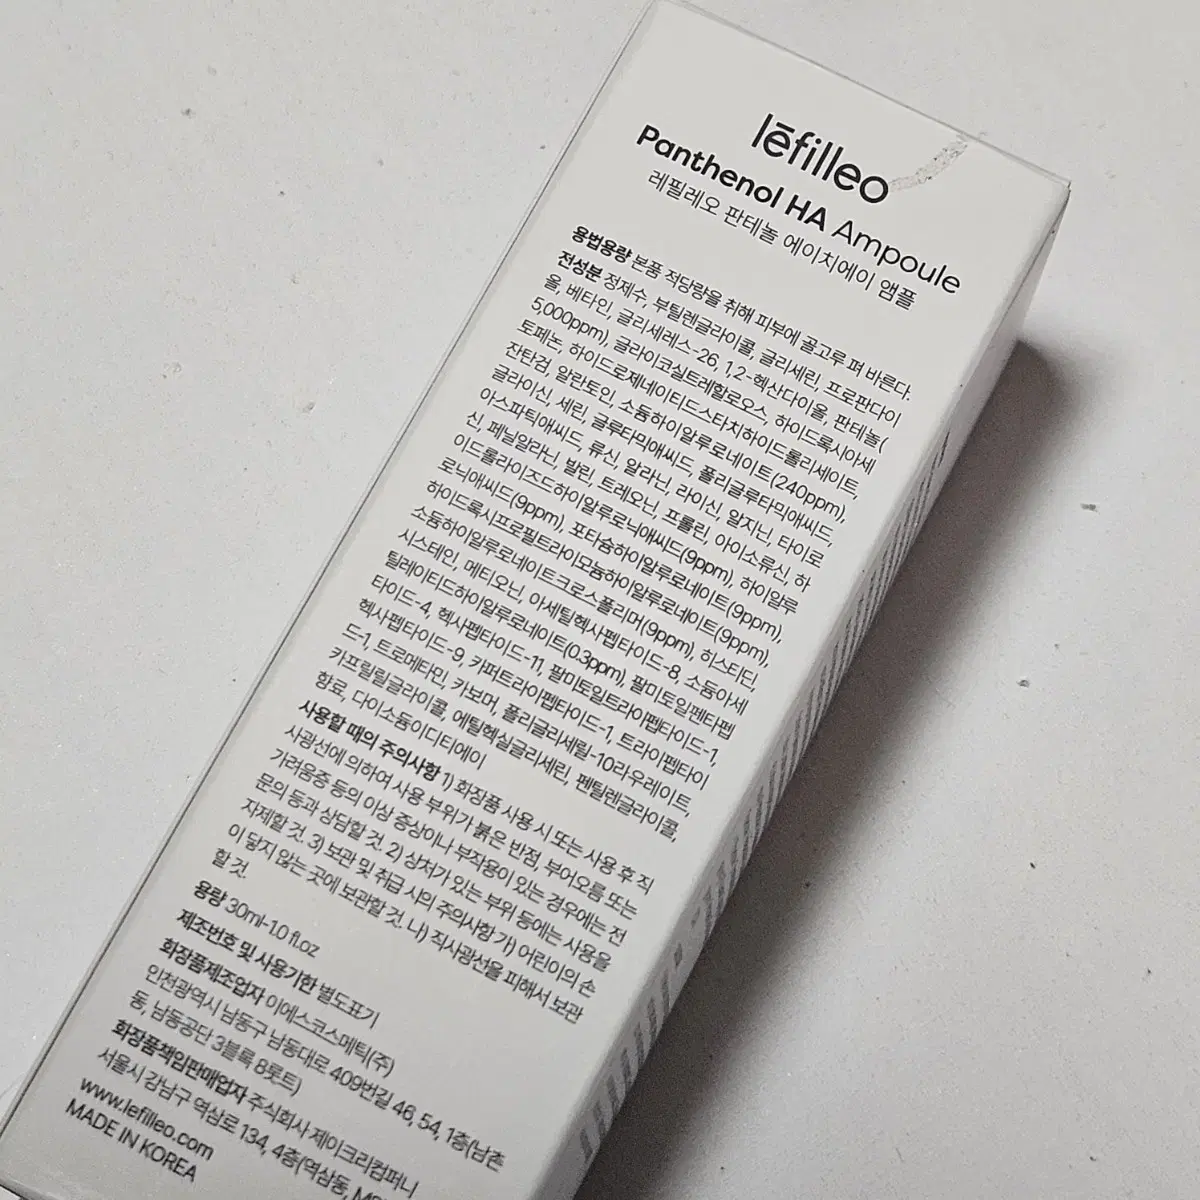 lēfilleo
Panthenol HA Ampoule
레필레오 판테놀 에이치에이 앰플
용법용량 본품 적당량을 취해 피부에 골고루 펴 바른다.
전성분 정제수, 부틸렌글라이콜, 글리세린, 프로판다이
올, 베타인, 글리세레스-26, 1,2-헥산다이올, 판테놀(
5,000ppm), 글라이코실트레할로오스, 하이드록시아세
토페논, 하이드로제네이티드스타치하이드롤리세이트,
잔탄검, 알란토인, 소듐하이알루로네이트(240ppm),
글라이신, 세린, 글루타믹애씨드, 폴리글루타믹애씨드,
아스파틱애씨드, 류신, 알라닌, 라이신, 알지닌, 타이로
신, 페닐알라닌, 발린, 트레오닌, 프롤린, 아이소류신, 하
이드롤라이즈드하이알루로닉애씨드(9ppm), 하이알루
로닉애씨드(9ppm), 포타슘하이알루로네이트(9ppm),
하이드록시프로필트라이모늄하이알루로네이트(9ppm),
소듐하이알루로네이트크로스폴리머(9ppm), 히스티딘,
시스테인, 메티오닌, 아세틸헥사펩타이드-8, 소듐아세
틸레이티드하이알루로네이트(0.3ppm), 팔미토일펜타펩
타이드-4, 헥사펩타이드-11, 팔미토일트라이펩타이드-1,
헥사펩타이드-9, 카퍼트라이펩타이드-1, 트라이펩타이
드-1, 트로메타민, 카보머, 폴리글리세릴-10라우레이트,
카프릴릴글라이콜, 에틸헥실글리세린, 펜틸렌글라이콜,
향료, 다이소듐이디티에이
사용할 때의 주의사항 1) 화장품 사용 시 또는 사용 후 직
사광선에 의하여 사용 부위가 붉은 반점, 부어오름 또는
가려움증 등의 이상 증상이나 부작용이 있는 경우에는 전
문의 등과 상담할 것. 2) 상처가 있는 부위 등에는 사용을
자제할 것. 3) 보관 및 취급 시의 주의사항 가) 어린이의 손
이 닿지 않는 곳에 보관할 것. 나) 직사광선을 피해서 보관
할 것.
용량 30ml-1.0 fl.oz
제조번호 및 사용기한 별도표기
화장품제조업자 이에스코스메틱(주)
인천광역시 남동구 남동대로 409번길 46, 54, 1층(남촌
동, 남동공단 3블록 8롯트)
화장품책임판매업자 주식회사 제이크리컴퍼니
서울시 강남구 역삼로 134, 4층(역삼동,
www.lefilleo.com
MADE IN KOREA